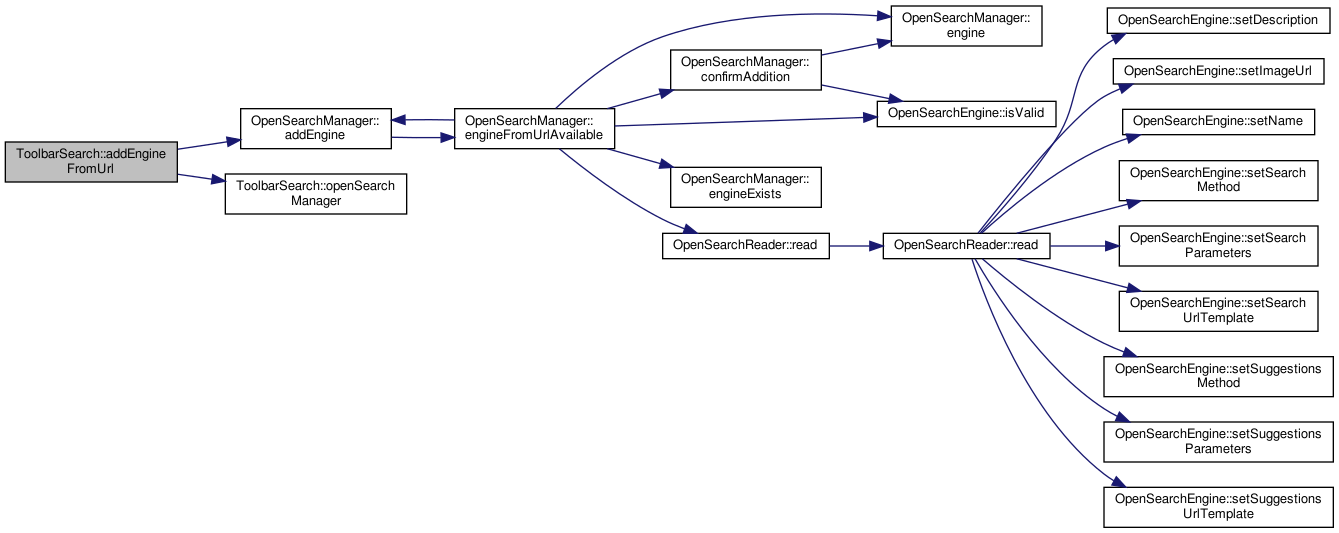 ToolbarSearch::addEngine
FromUrl
OpenSearchManager::
addEngine
ToolbarSearch::openSearch
Manager
OpenSearchManager::
engineFromUrlAvailable
OpenSearchManager::
engine
OpenSearchManager::
confirmAddition
OpenSearchEngine::isValid
OpenSearchManager::
engineExists
OpenSearchReader::read
OpenSearchReader::read
OpenSearchEngine::setDescription
OpenSearchEngine::setImageUrl
OpenSearchEngine::setName
OpenSearchEngine::setSearch
Method
OpenSearchEngine::setSearch
Parameters
OpenSearchEngine::setSearch
UrlTemplate
OpenSearchEngine::setSuggestions
Method
OpenSearchEngine::setSuggestions
Parameters
OpenSearchEngine::setSuggestions
UrlTemplate